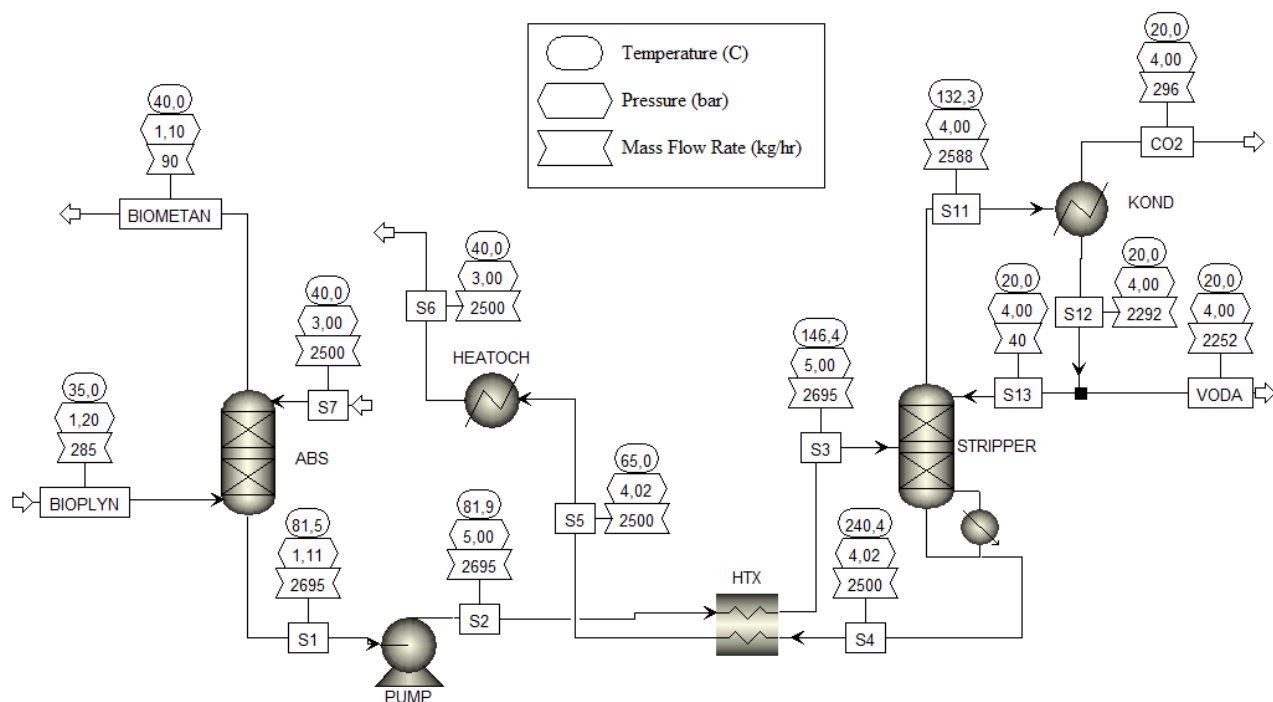 Temperature (C)
Pressure (bar)
Mass Flow Rate (kg/hr)
40,0
1,10
90
BIOMETAN
35,0
1,20
285
BIOPLYN
ABS
40,0
3,00
2500
S7
81,5
1,11
2695
S1
PUMP
81,9
5,00
2695
S2
40,0
3,00
2500
S6
HEATOCH
65,0
4,02
2500
S5
HTX
146,4
5,00
2695
S3
240,4
4,02
2500
S4
STRIPPER
132,3
4,00
2588
S11
KOND
20,0
4,00
296
CO2
20,0
4,00
2292
S12
20,0
4,00
40
S13
20,0
4,00
2252
VODA